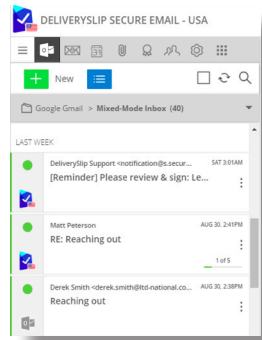 DELIVERYSLIP SECURE EMAIL - USA
New
Google Gmail > Mixed-Mode Inbox (40)
LAST WEEK
DeliverySlip Support <notification@s.secur... SAT 3:01AM
[Reminder] Please review & sign: Le...
Matt Peterson AUG 30, 2:41PM
RE: Reaching out
1 of 5
Derek Smith <derek.smith@ltd-national.co... AUG 30, 2:38PM
Reaching out